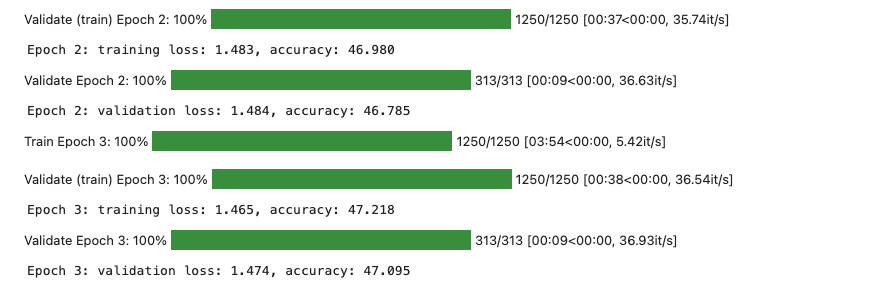 Validate (train) Epoch 2: 100% 1250/1250 [00:37<00:00, 35.74it/s]
Epoch 2: training loss: 1.483, accuracy: 46.980
Validate Epoch 2: 100% 313/313 [00:09<00:00, 36.63it/s]
Epoch 2: validation loss: 1.484, accuracy: 46.785
Train Epoch 3: 100% 1250/1250 [03:54<00:00, 5.42it/s]
Validate (train) Epoch 3: 100% 1250/1250 [00:38<00:00, 36.54it/s]
Epoch 3: training loss: 1.465, accuracy: 47.218
Validate Epoch 3: 100% 313/313 [00:09<00:00, 36.93it/s]
Epoch 3: validation loss: 1.474, accuracy: 47.095